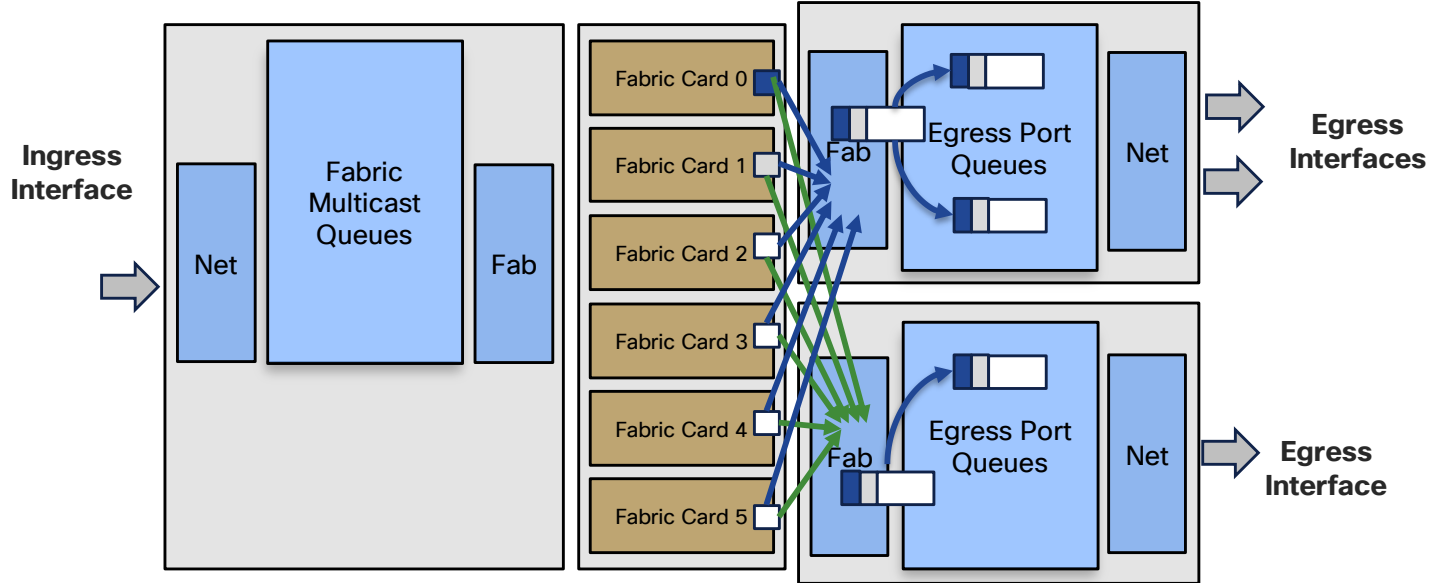 Ingress
Interface
Net
Fabric
Multicast
Queues
Fab
Fabric Card 0
Fabric Card 1
Fabric Card 2
Fabric Card 3
Fabric Card 4
Fabric Card 5
Fab
Egress Port
Queues
Net
Egress
Interfaces
Fab
Egress Port
Queues
Net
Egress
Interface